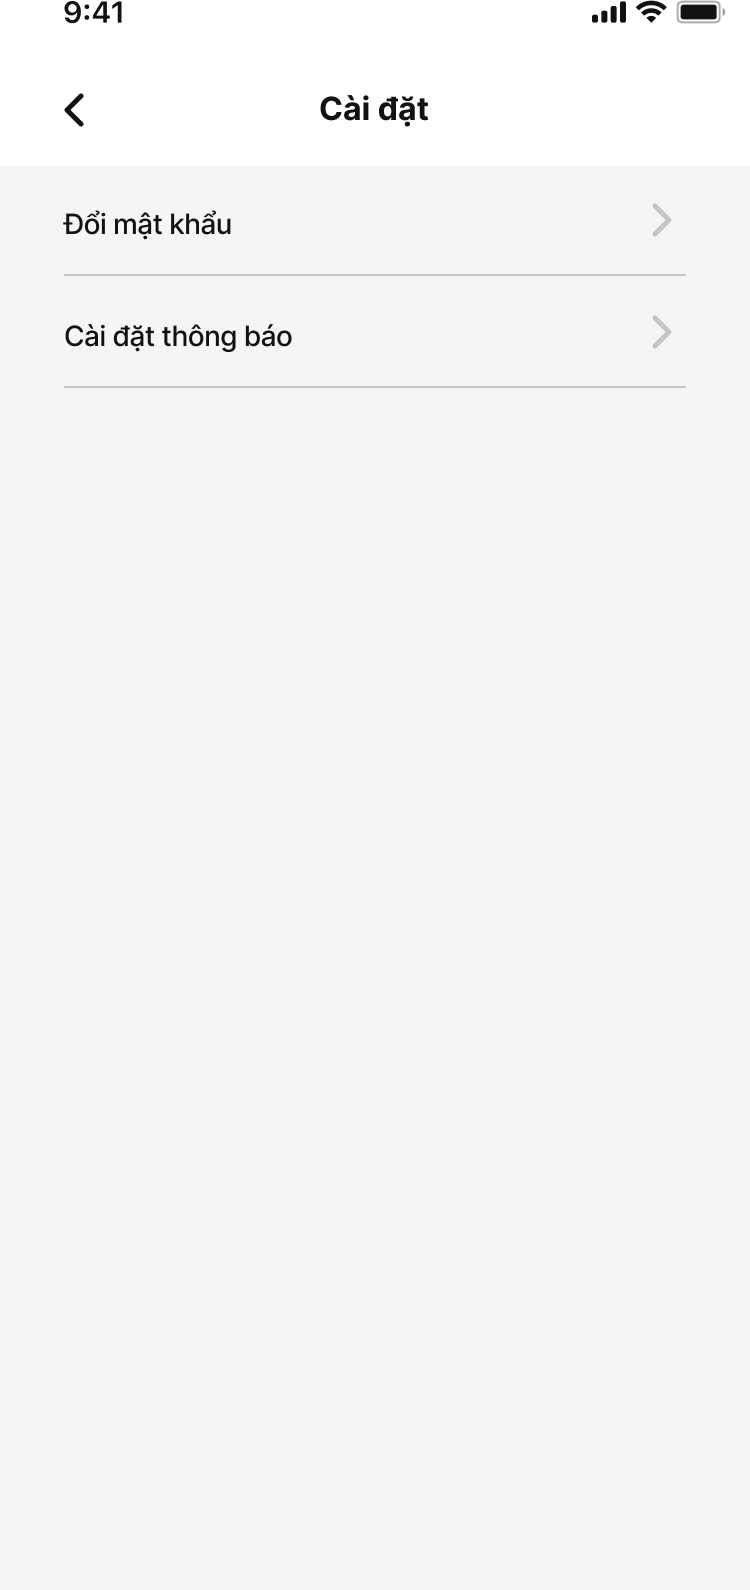 9:41
Cài đặt
Đổi mật khẩu
Cài đặt thông báo